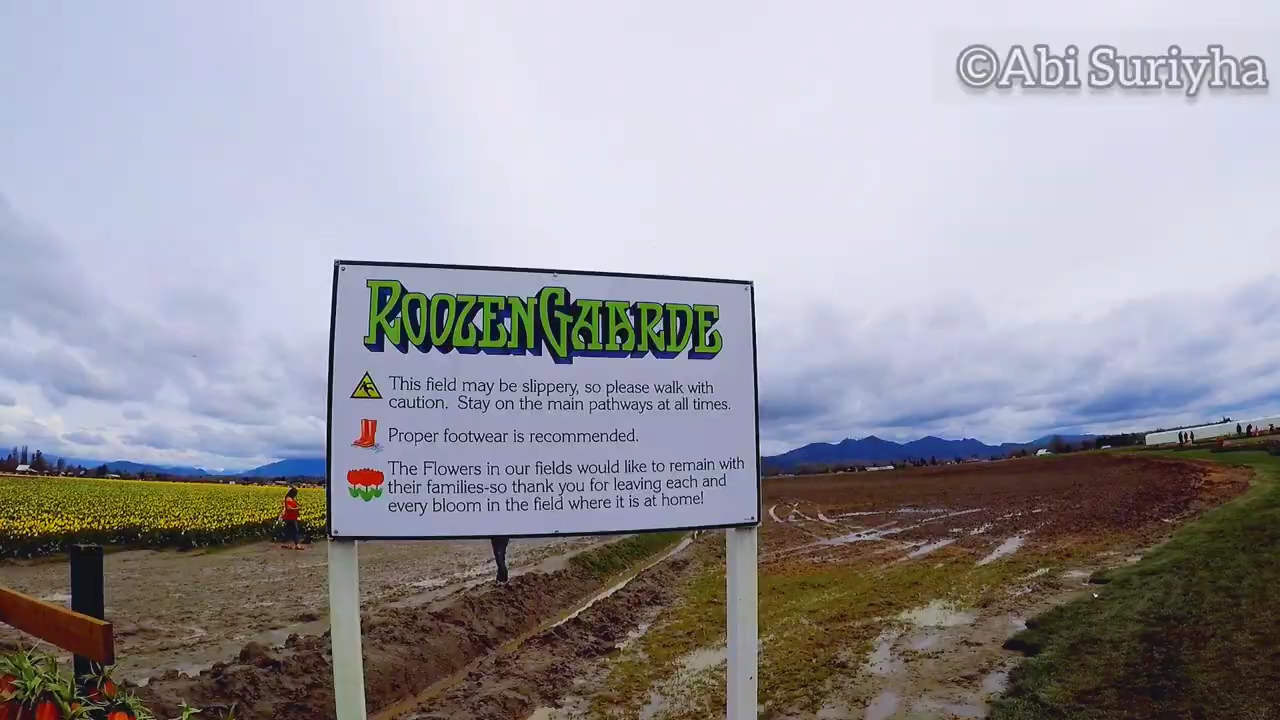 ©Abi Suriyha
ROOZENGAARDE
This field may be slippery, so please walk with
caution. Stay on the main pathways at all times.
Proper footwear is recommended.
The Flowers in our fields would like to remain with
their families-so thank you for leaving each and
every bloom in the field where it is at home!